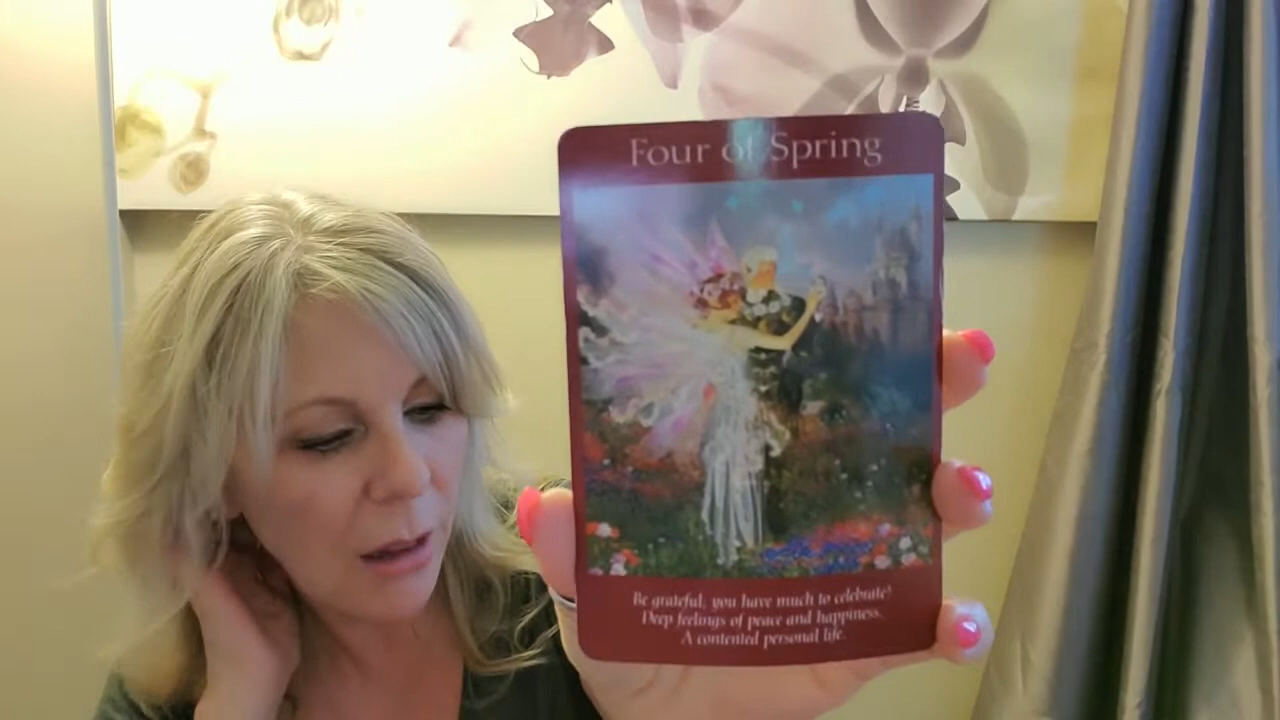 Four of Spring
Be grateful; you have much to celebrate!
Deep feelings of peace and happiness.
A contented personal life.